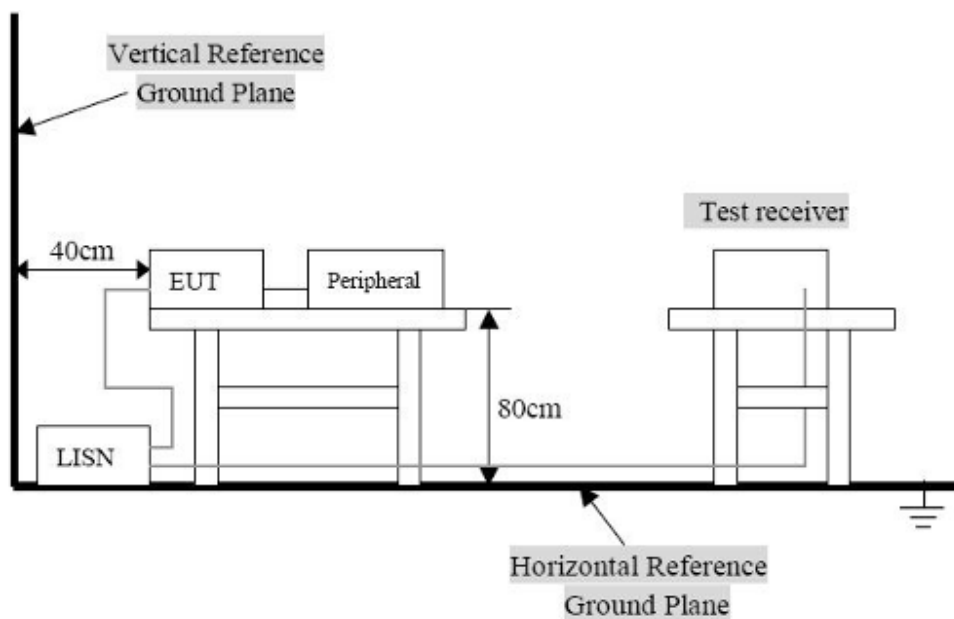 Vertical Reference
Ground Plane
Test receiver
40cm
EUT
Peripheral
80cm
LISN
Horizontal Reference
Ground Plane